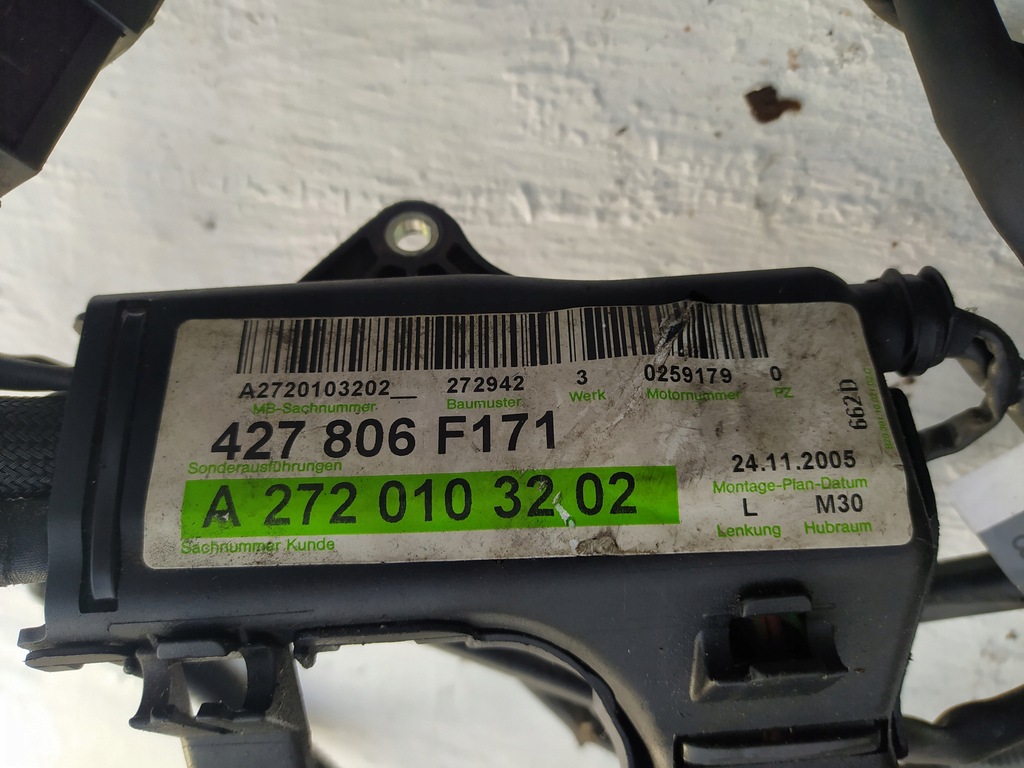 A2720103202__ 272942 3 0259179 0
MB-Sachnummer Baumuster Werk Motornummer PZ
427 806 F171
Sonderausführungen
24.11.2005
Montage-Plan-Datum
A 272 010 32 02
L M30
Sachnummer Kunde
Lenkung Hubraum
662D